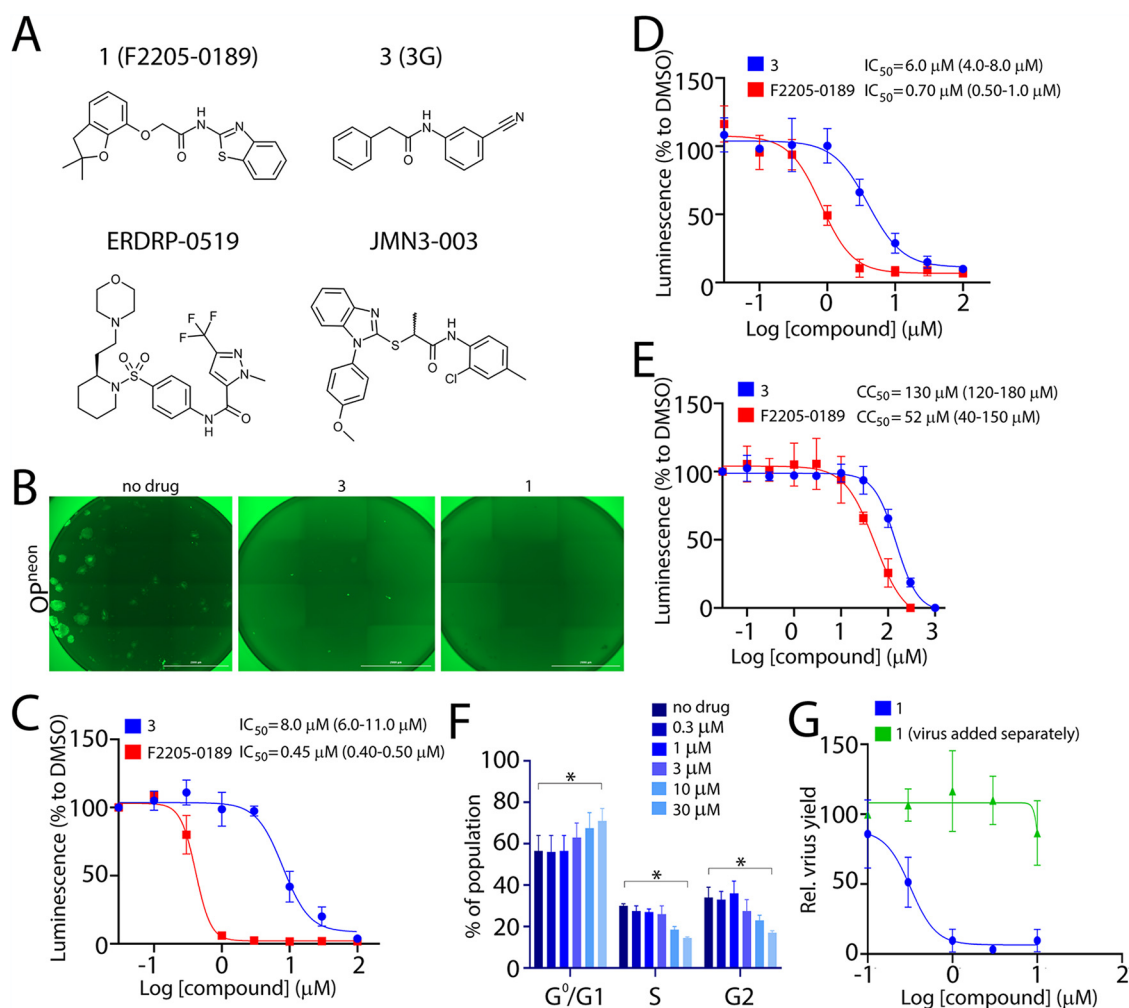 A
1 (F2205-0189)
3 (3G)
O
O
O
NH
N
S
H
N
O
N
ERDRP-0519
JMN3-003
O
N
F
F
F
N
N
O
O
S
N
N
H
O
N
N
S
O
H
N
Cl
O
B
no drug
3
1
OPneon
C
3
IC50=8.0 µM (6.0-11.0 µM)
F2205-0189
IC50=0.45 µM (0.40-0.50 µM)
Luminescence (% to DMSO)
150
100
50
0
-1
0
1
2
Log [compound] (µM)
D
3
IC50=6.0 µM (4.0-8.0 µM)
F2205-0189
IC50=0.70 µM (0.50-1.0 µM)
Luminescence (% to DMSO)
150
100
50
0
-1
0
1
2
Log [compound] (µM)
E
3
CC50=130 µM (120-180 µM)
F2205-0189
CC50=52 µM (40-150 µM)
Luminescence (% to DMSO)
150
100
50
0
-1
0
1
2
3
Log [compound] (µM)
F
no drug
0.3 µM
1 µM
3 µM
10 µM
30 µM
% of population
100
80
60
40
20
0
*
*
*
G0/G1
S
G2
G
1
1 (virus added separately)
Rel. vrius yield
150
100
50
0
-1
0
1
2
Log [compound] (µM)